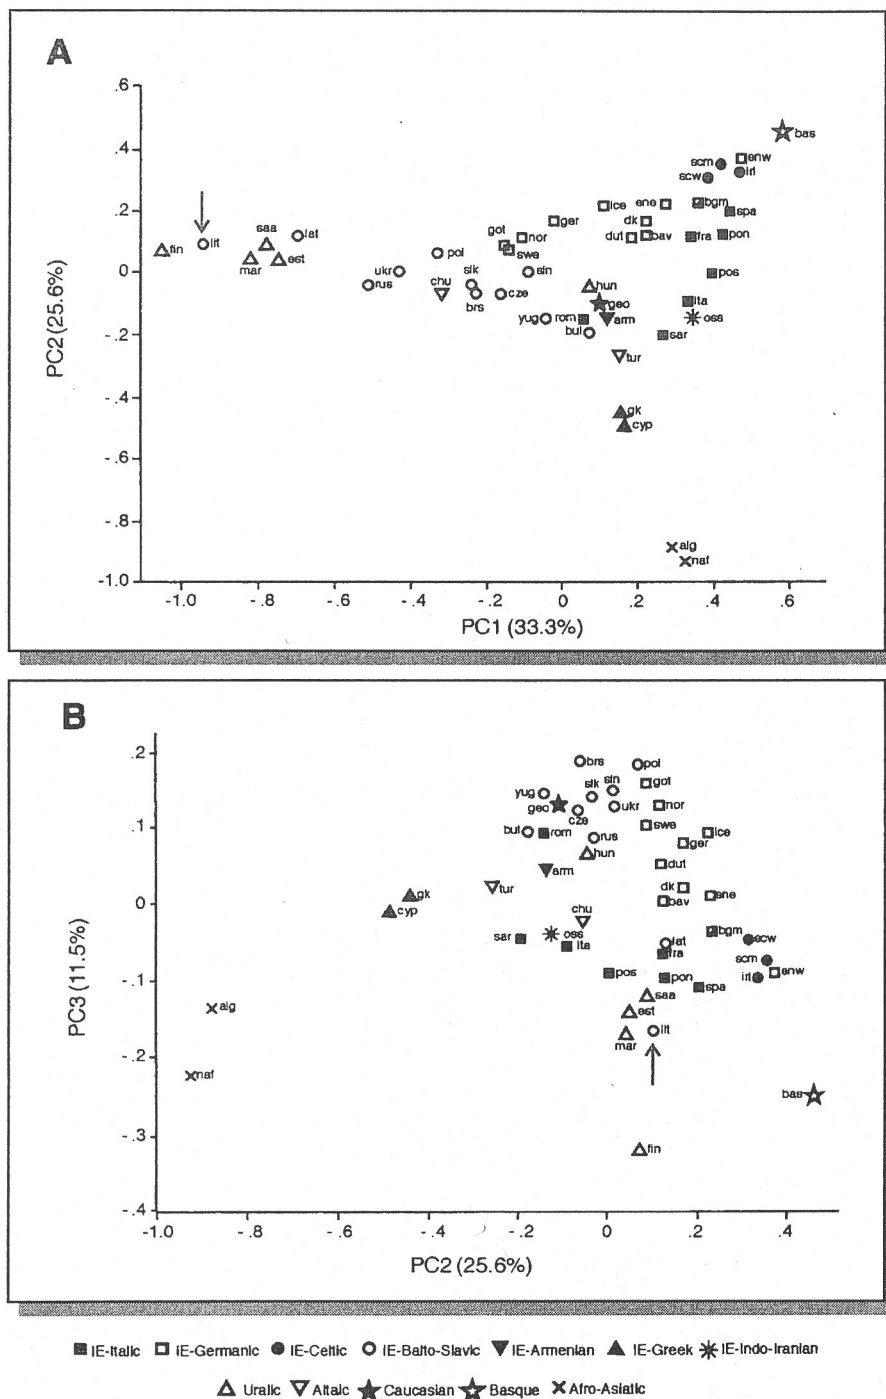 A
.6
bas
.4
scm
enw
scw
irl
.2
ice
ene
bgm
spa
got
nor
ger
dk
saa
lat
dut
bav
fra
pon
fin
lit
mar
est
pol
swe
0
ukr
slk
sln
pos
rus
chu
brs
cze
hun
geo
ita
yug
rom
arm
oss
-.2
bul
sar
tur
-.4
gk
cyp
-.6
-.8
alg
naf
-1.0
PC2 (25.6%)
-1.0 -.8 -.6 -.4 -.2 0 .2 .4 .6
PC1 (33.3%)
B
.2
brs
pol
yug
slk
sln
got
geo
cze
ukr
nor
.1
bul
rom
rus
swe
ice
hun
ger
arm
dut
tur
dk
ene
0
gk
cyp
chu
bav
sar
oss
lat
bgm
scw
ita
fra
scm
-.1
pos
pon
spa
irl
enw
saa
alg
est
mar
lit
-.2
naf
bas
-.3
fin
-.4
PC3 (11.5%)
-1.0 -.8 -.6 -.4 -.2 0 .2 .4
PC2 (25.6%)
IE-Italic IE-Germanic IE-Celtic IE-Balto-Slavic IE-Armenian IE-Greek IE-Indo-Iranian
Uralic Altaic Caucasian Basque Afro-Asiatic